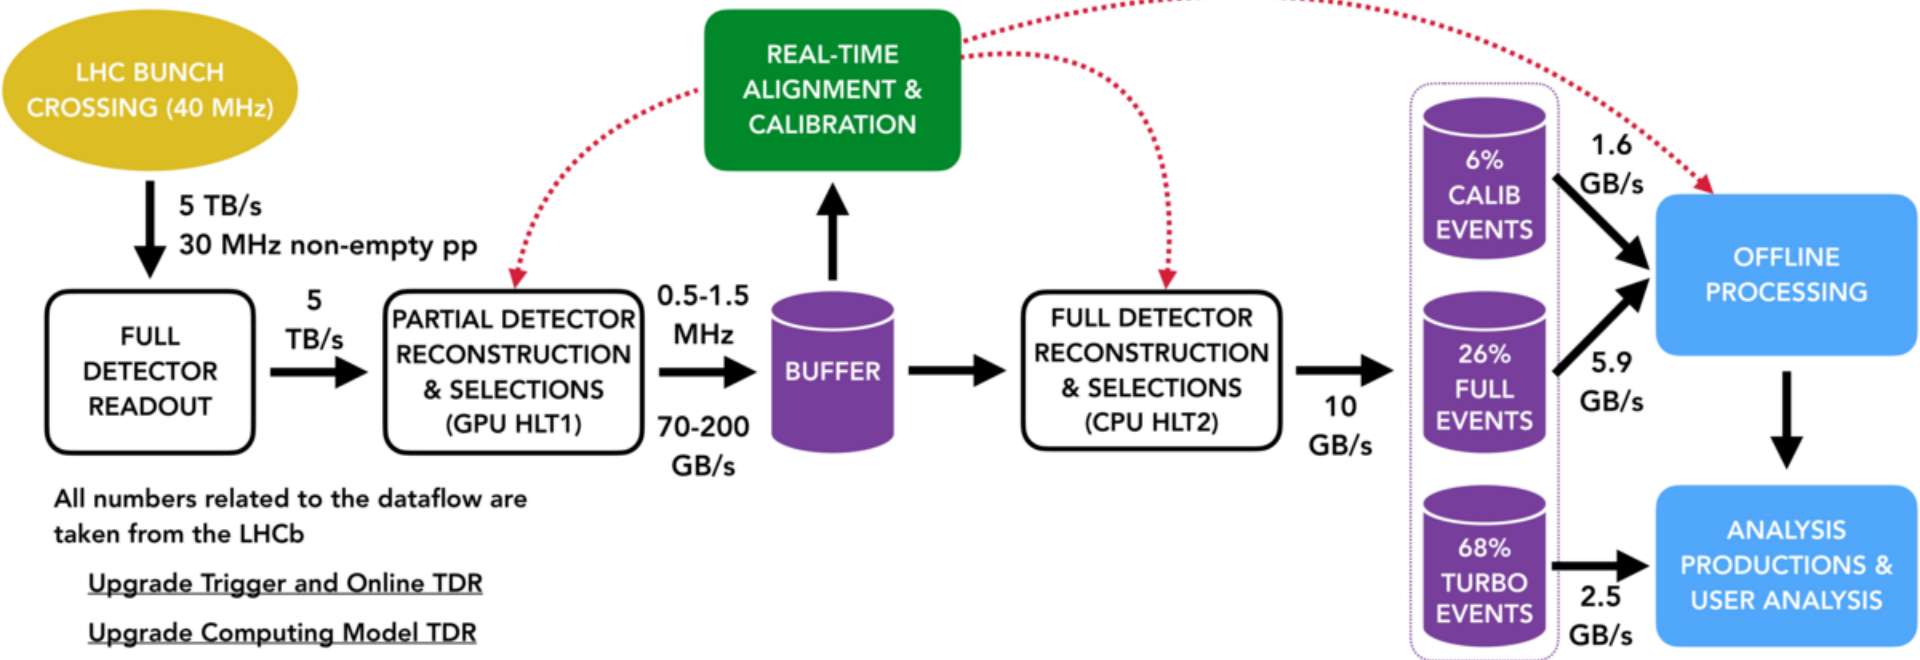 LHC BUNCH
CROSSING (40 MHz)
5 TB/s
30 MHz non-empty pp
FULL
DETECTOR
READOUT
5
TB/s
PARTIAL DETECTOR
RECONSTRUCTION
& SELECTIONS
(GPU HLT1)
0.5-1.5
MHz
70-200
GB/s
BUFFER
REAL-TIME
ALIGNMENT &
CALIBRATION
FULL DETECTOR
RECONSTRUCTION
& SELECTIONS
(CPU HLT2)
10
GB/s
6%
CALIB
EVENTS
1.6
GB/s
26%
FULL
EVENTS
5.9
GB/s
68%
TURBO
EVENTS
2.5
GB/s
OFFLINE
PROCESSING
ANALYSIS
PRODUCTIONS &
USER ANALYSIS
All numbers related to the dataflow are
taken from the LHCb
Upgrade Trigger and Online TDR
Upgrade Computing Model TDR